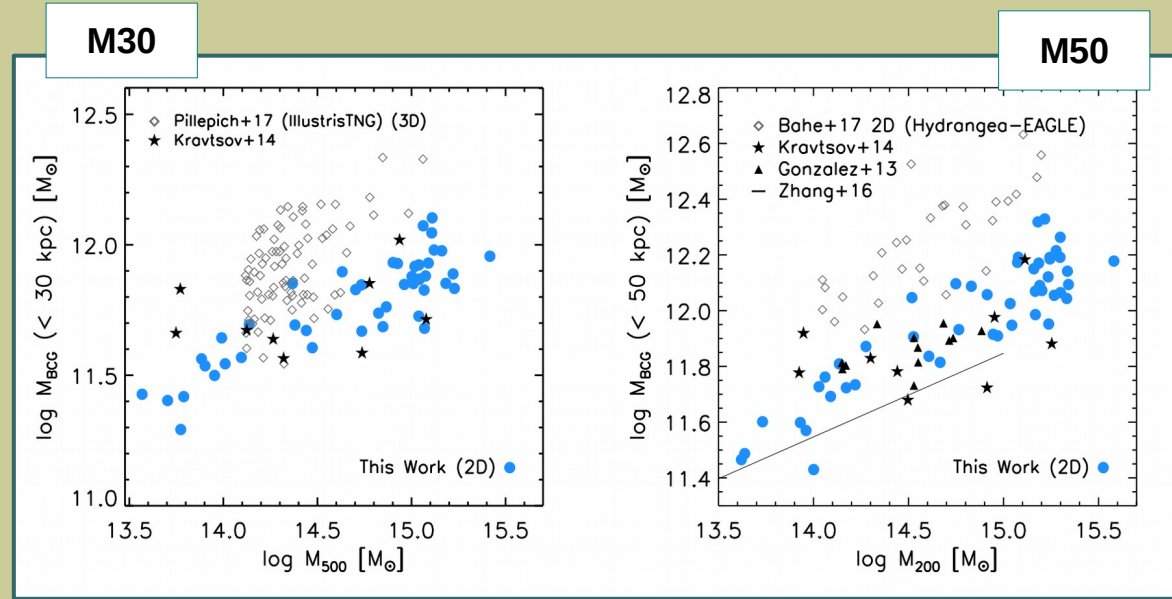 M30
M50
12.5
12.0
11.5
11.0
log M_BCG (< 30 kpc) [M⊙]
◇ Pillepich+17 (IllustrisTNG) (3D)
★ Kravtsov+14
This Work (2D)
13.5 14.0 14.5 15.0 15.5
log M_500 [M⊙]
12.8
12.6
12.4
12.2
12.0
11.8
11.6
11.4
log M_BCG (< 50 kpc) [M⊙]
◇ Bahe+17 2D (Hydrangea-EAGLE)
★ Kravtsov+14
▲ Gonzalez+13
— Zhang+16
This Work (2D)
13.5 14.0 14.5 15.0 15.5
log M_200 [M⊙]